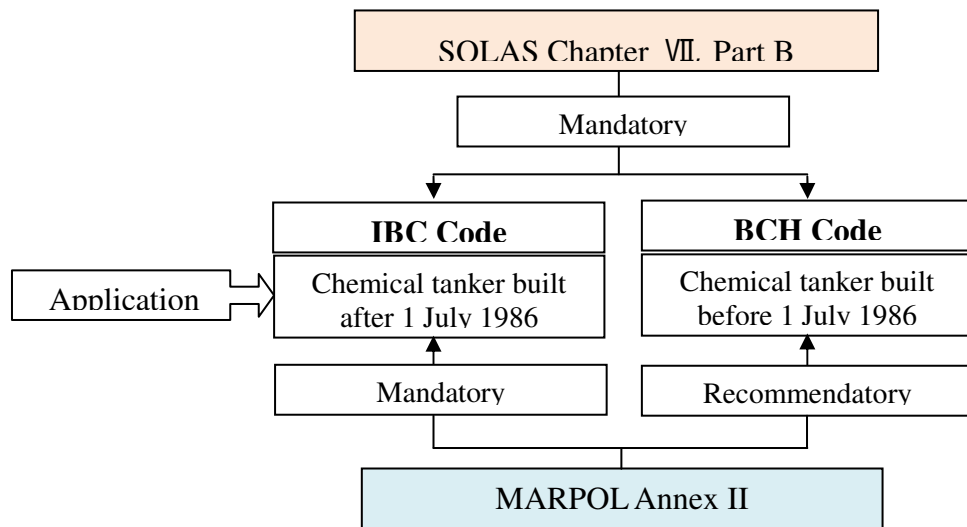 SOLAS Chapter Ⅶ, Part B
Mandatory
IBC Code
BCH Code
Application
Chemical tanker built
after 1 July 1986
Chemical tanker built
before 1 July 1986
Mandatory
Recommendatory
MARPOL Annex II